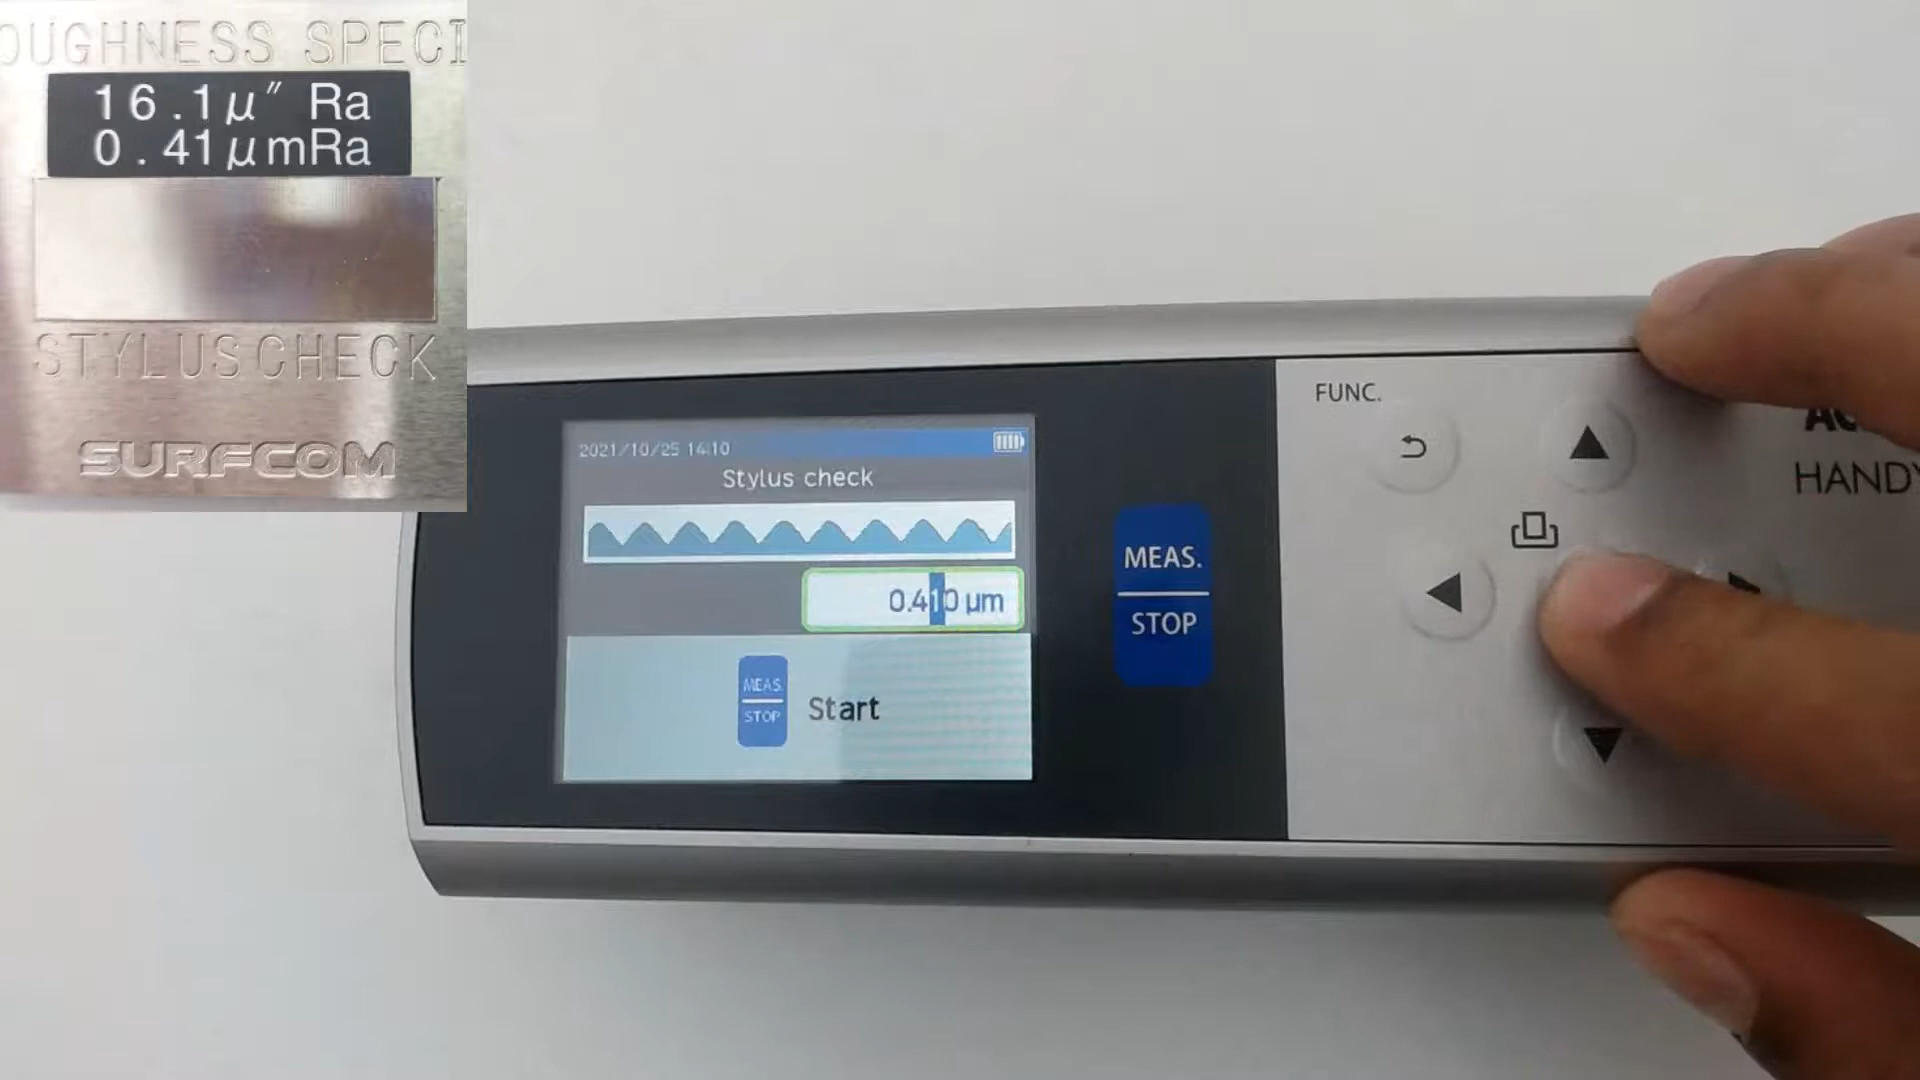 OUGHNESS SPECI
16.1μ″ Ra
0.41μmRa
STYLUS CHECK
SURFCOM
2021/10/25 14:10
Stylus check
0.410 μm
MEAS.
STOP
Start
MEAS.
STOP
FUNC.
HANDY